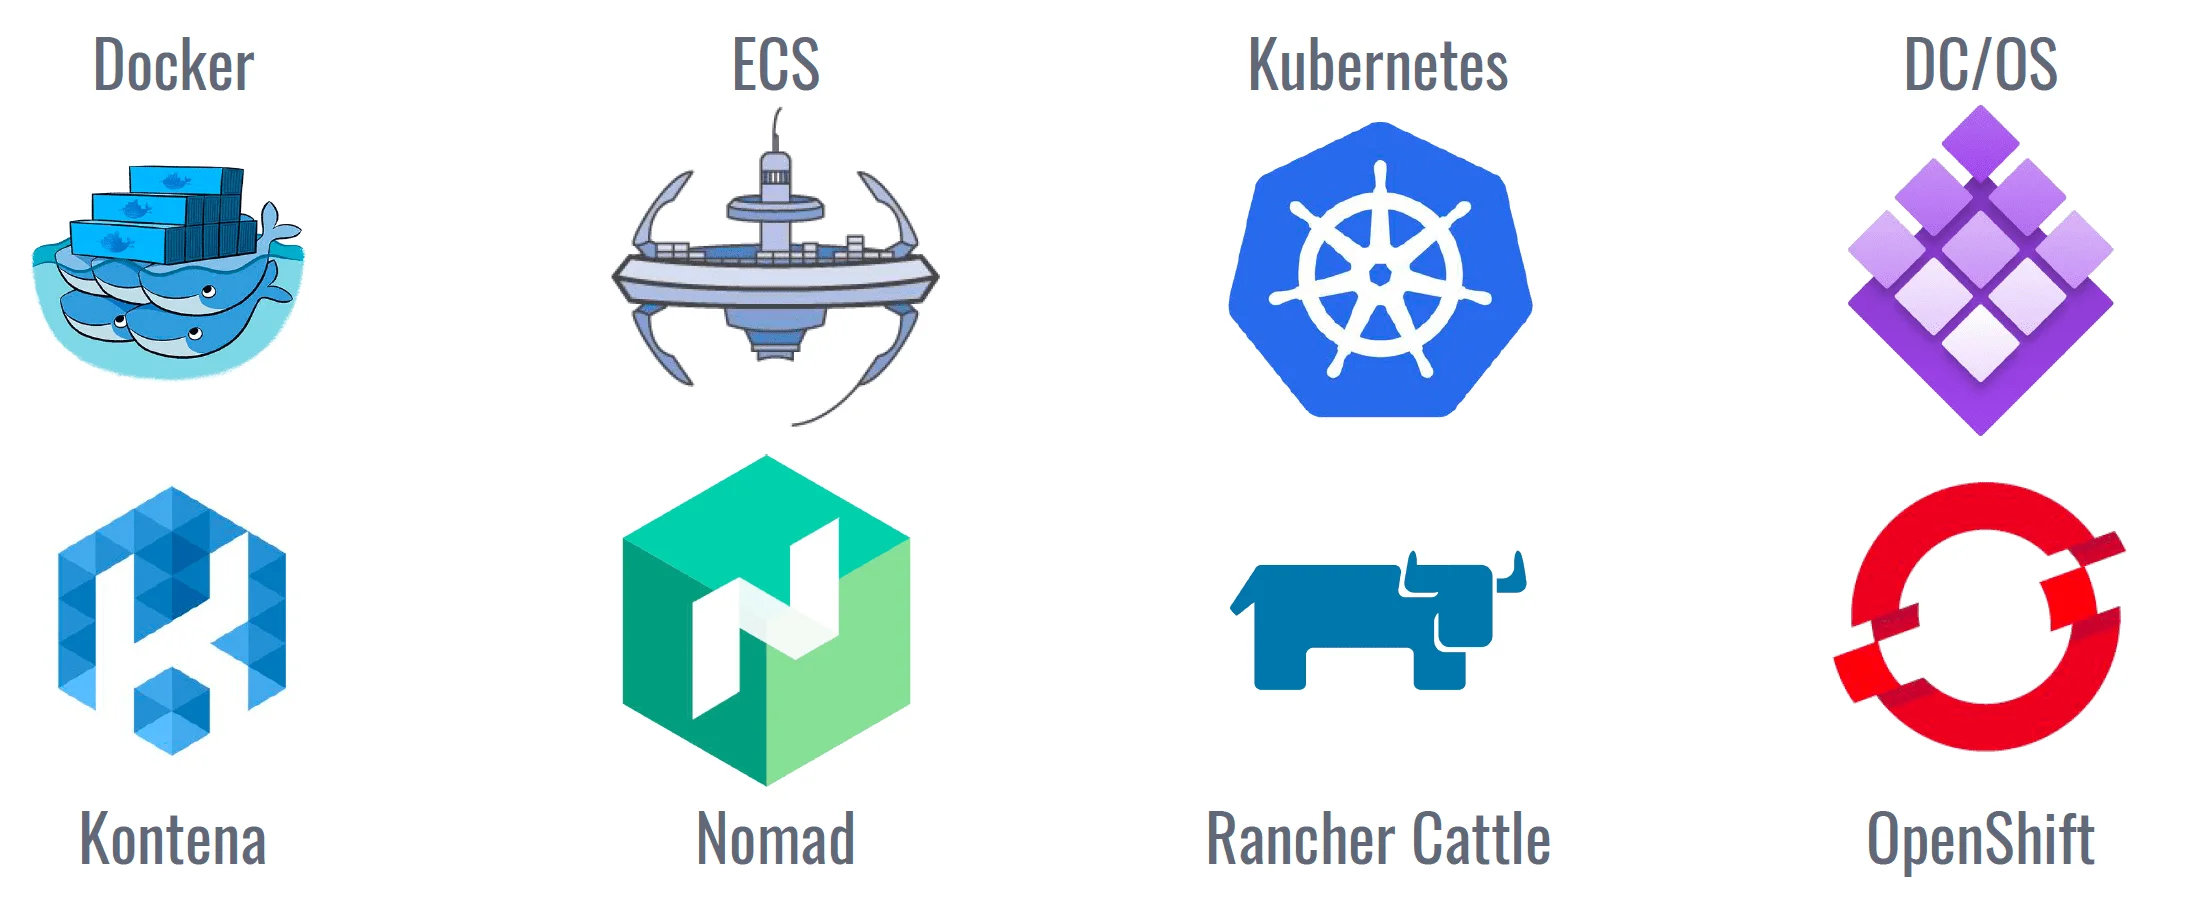 Docker
ECS
Kubernetes
DC/OS
Kontena
Nomad
Rancher Cattle
OpenShift